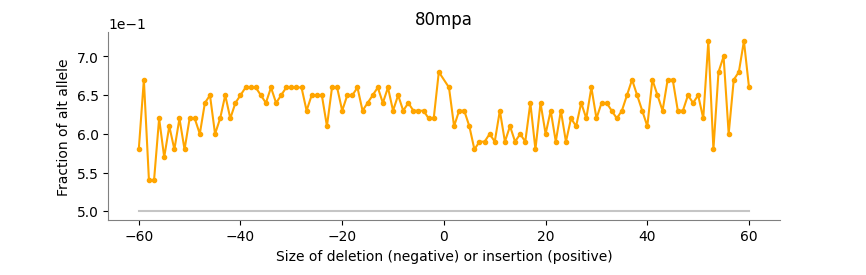 80mpa
1e−1
7.0
6.5
6.0
5.5
5.0
Fraction of alt allele
−60 −40 −20 0 20 40 60
Size of deletion (negative) or insertion (positive)